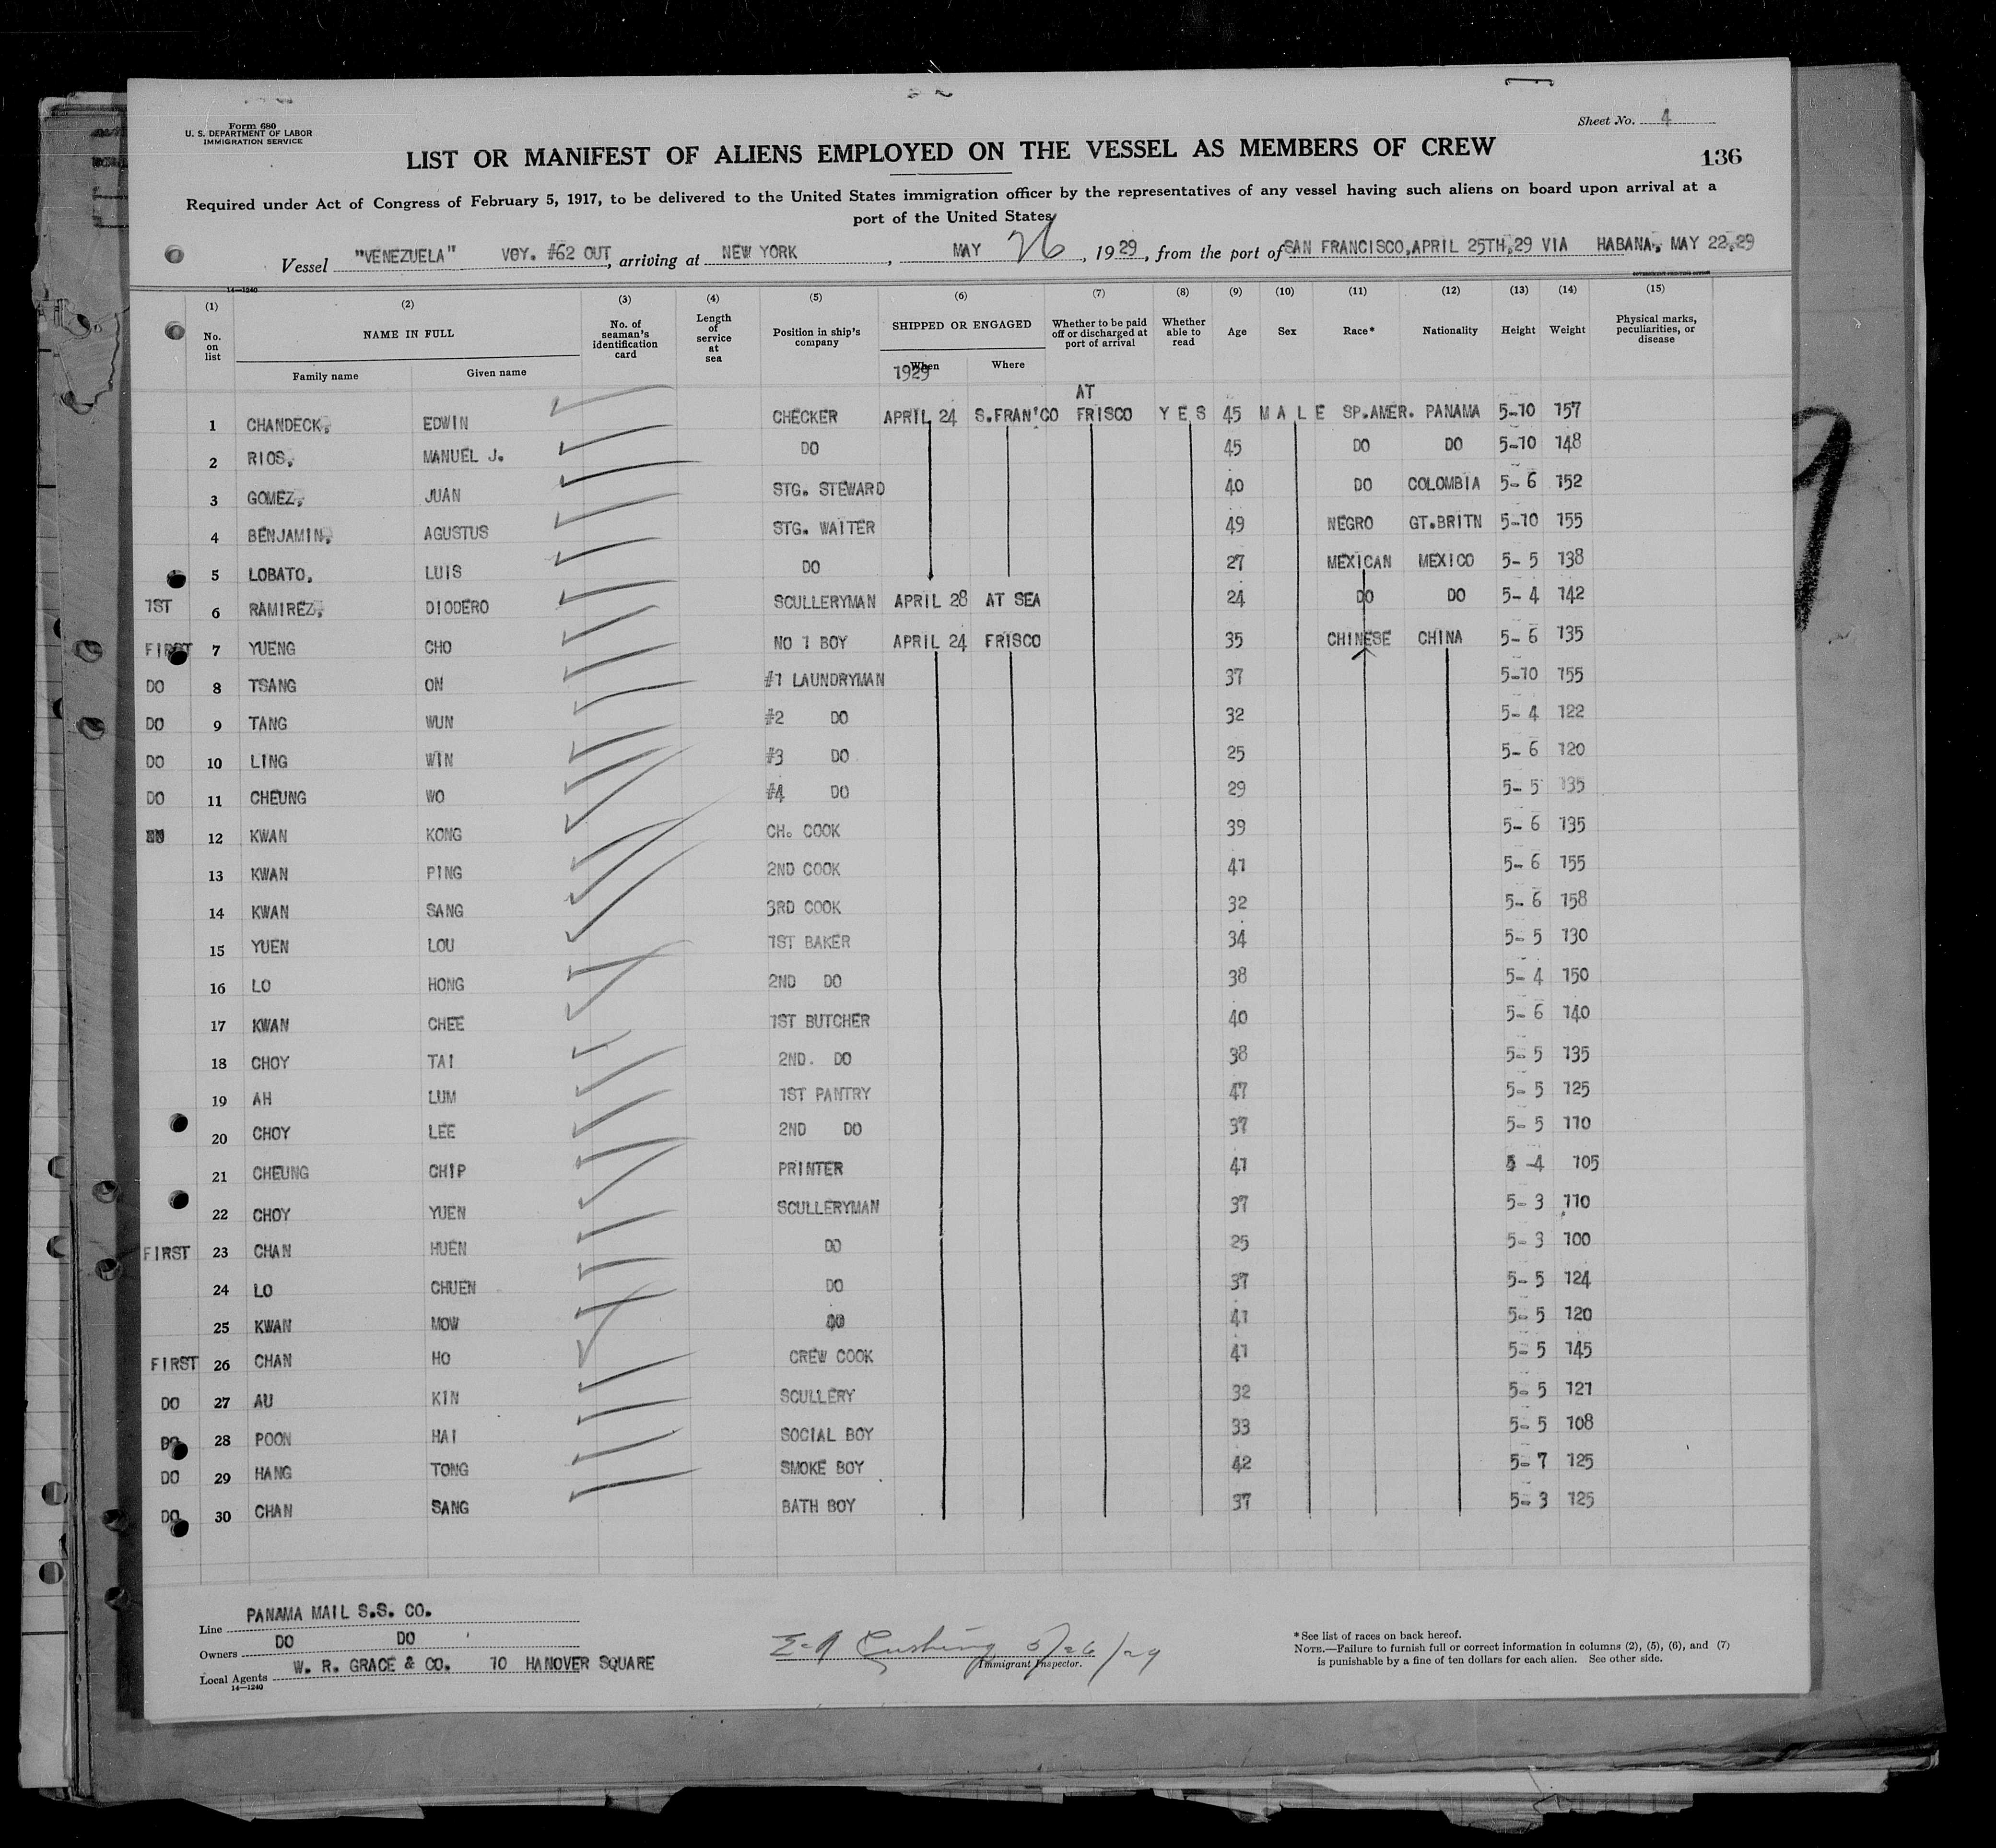 Form 680
U. S. DEPARTMENT OF LABOR
IMMIGRATION SERVICE
Sheet No. 4
LIST OR MANIFEST OF ALIENS EMPLOYED ON THE VESSEL AS MEMBERS OF CREW
136
Required under Act of Congress of February 5, 1917, to be delivered to the United States immigration officer by the representatives of any vessel having such aliens on board upon arrival at a
port of the United States
Vessel "VENEZUELA" VOY. #62 OUT, arriving at NEW YORK, MAY 26, 1929, from the port of SAN FRANCISCO, APRIL 25TH, 29 VIA HABANA, MAY 22,29
14—1240
(1) (2) (3) (4) (5) (6) (7) (8) (9) (10) (11) (12) (13) (14) (15)
No. on list NAME IN FULL No. of seaman's identification card Length of service at sea Position in ship's company SHIPPED OR ENGAGED Whether to be paid off or discharged at port of arrival Whether able to read Age Sex Race* Nationality Height Weight Physical marks, peculiarities, or disease
Family name Given name When Where
1929
AT
1 CHANDECK, EDWIN CHECKER APRIL 24 S.FRAN'CO FRISCO YES 45 MALE SP.AMER. PANAMA 5-10 157
2 RIOS, MANUEL J. DO 45 DO DO 5-10 148
3 GOMEZ, JUAN STG. STEWARD 40 DO COLOMBIA 5- 6 152
4 BENJAMIN, AGUSTUS STG. WAITER 49 NEGRO GT.BRITN 5-10 155
5 LOBATO, LUIS DO 27 MEXICAN MEXICO 5- 5 138
1ST 6 RAMIREZ, DIODERO SCULLERYMAN APRIL 28 AT SEA 24 DO DO 5- 4 142
FIRST 7 YUENG CHO NO 1 BOY APRIL 24 FRISCO 35 CHINESE CHINA 5- 6 135
DO 8 TSANG ON #1 LAUNDRYMAN 37 5-10 155
DO 9 TANG WUN #2 DO 32 5- 4 122
DO 10 LING WIN #3 DO 25 5- 6 120
DO 11 CHEUNG WO #4 DO 29 5- 5 135
12 KWAN KONG CH. COOK 39 5- 6 135
13 KWAN PING 2ND COOK 41 5- 6 155
14 KWAN SANG 3RD COOK 32 5- 6 158
15 YUEN LOU 1ST BAKER 34 5- 5 130
16 LO HONG 2ND DO 38 5- 4 150
17 KWAN CHEE 1ST BUTCHER 40 5- 6 140
18 CHOY TAI 2ND. DO 38 5- 5 135
19 AH LUM 1ST PANTRY 47 5- 5 125
20 CHOY LEE 2ND DO 37 5- 5 110
21 CHEUNG CHIP PRINTER 41 5 -4 105
22 CHOY YUEN SCULLERYMAN 37 5- 3 110
FIRST 23 CHAN HUEN DO 25 5- 3 100
24 LO CHUEN DO 37 5- 5 124
25 KWAN MOW DO 41 5- 5 120
FIRST 26 CHAN HO CREW COOK 41 5- 5 145
DO 27 AU KIN SCULLERY 32 5- 5 121
DO 28 POON HAI SOCIAL BOY 33 5- 5 108
DO 29 HANG TONG SMOKE BOY 42 5- 7 125
DO 30 CHAN SANG BATH BOY 37 5- 3 125
Line PANAMA MAIL S.S. CO.
Owners DO DO
Local Agents W. R. GRACE & CO. 10 HANOVER SQUARE
14—1240
Cushing 5/26/29
Immigrant Inspector.
*See list of races on back hereof.
NOTE.—Failure to furnish full or correct information in columns (2), (5), (6), and (7)
is punishable by a fine of ten dollars for each alien. See other side.